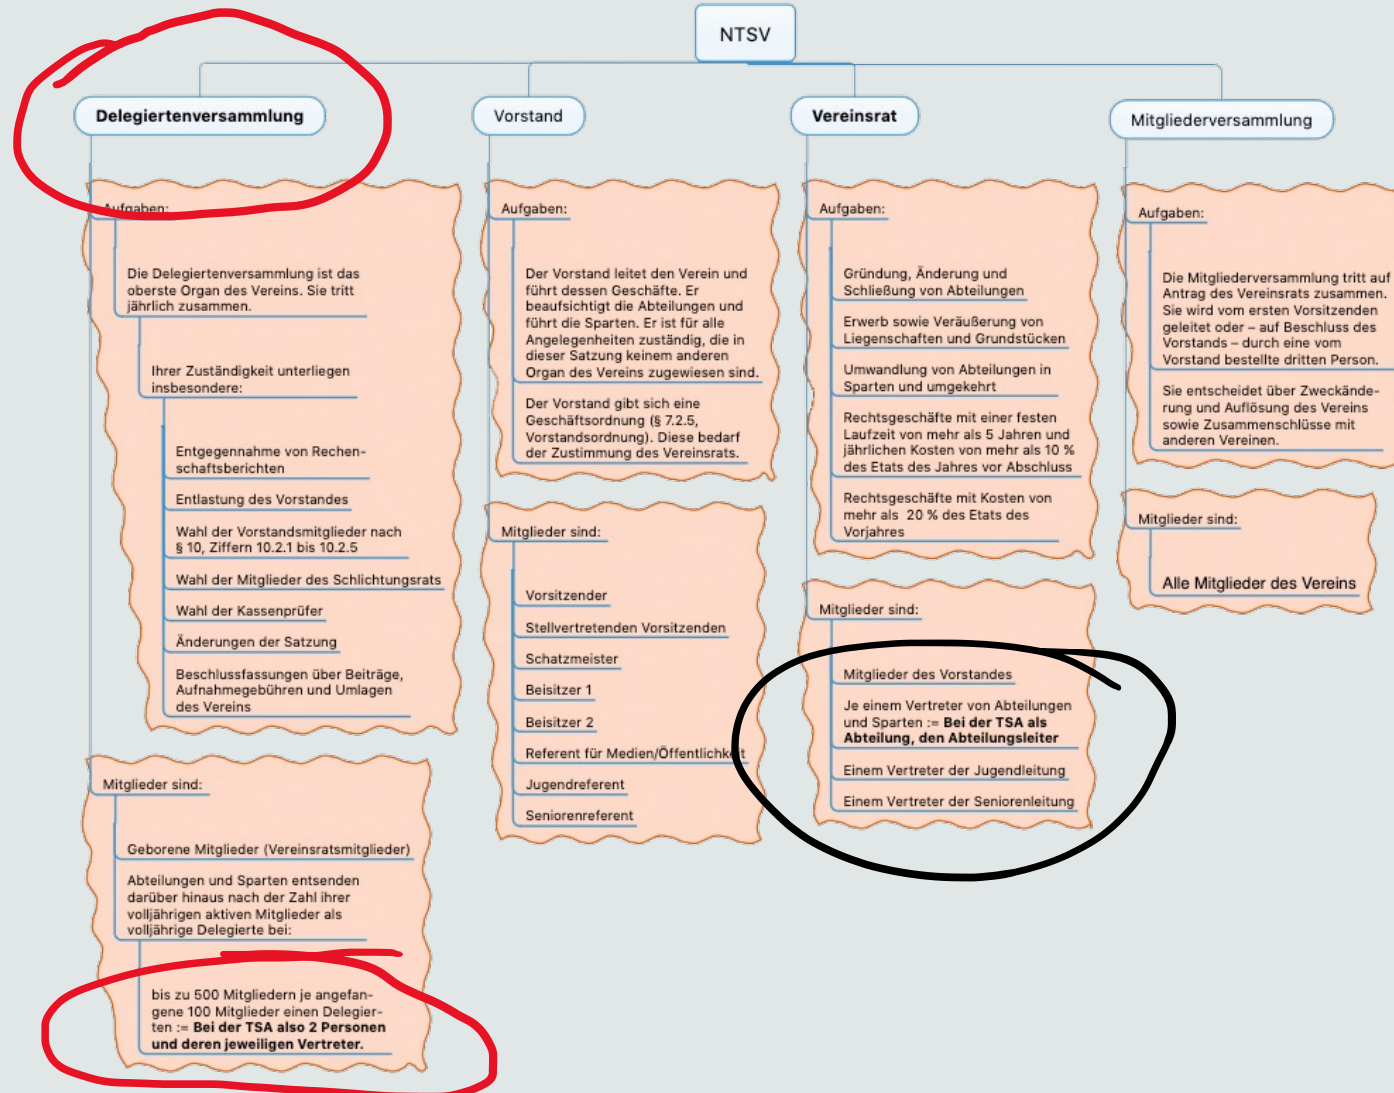 NTSV
Delegiertenversammlung
Aufgaben:
Die Delegiertenversammlung ist das
oberste Organ des Vereins. Sie tritt
jährlich zusammen.
Ihrer Zuständigkeit unterliegen
insbesondere:
Entgegennahme von Rechen-
schaftsberichten
Entlastung des Vorstandes
Wahl der Vorstandsmitglieder nach
§ 10, Ziffern 10.2.1 bis 10.2.5
Wahl der Mitglieder des Schlichtungsrats
Wahl der Kassenprüfer
Änderungen der Satzung
Beschlussfassungen über Beiträge,
Aufnahmegebühren und Umlagen
des Vereins
Mitglieder sind:
Geborene Mitglieder (Vereinsratsmitglieder)
Abteilungen und Sparten entsenden
darüber hinaus nach der Zahl ihrer
volljährigen aktiven Mitglieder als
volljährige Delegierte bei:
bis zu 500 Mitgliedern je angefan-
gene 100 Mitglieder einen Delegier-
ten := Bei der TSA also 2 Personen
und deren jeweiligen Vertreter.
Vorstand
Aufgaben:
Der Vorstand leitet den Verein und
führt dessen Geschäfte. Er
beaufsichtigt die Abteilungen und
führt die Sparten. Er ist für alle
Angelegenheiten zuständig, die in
dieser Satzung keinem anderen
Organ des Vereins zugewiesen sind.
Der Vorstand gibt sich eine
Geschäftsordnung (§ 7.2.5,
Vorstandsordnung). Diese bedarf
der Zustimmung des Vereinsrats.
Mitglieder sind:
Vorsitzender
Stellvertretenden Vorsitzenden
Schatzmeister
Beisitzer 1
Beisitzer 2
Referent für Medien/Öffentlichkeit
Jugendreferent
Seniorenreferent
Vereinsrat
Aufgaben:
Gründung, Änderung und
Schließung von Abteilungen
Erwerb sowie Veräußerung von
Liegenschaften und Grundstücken
Umwandlung von Abteilungen in
Sparten und umgekehrt
Rechtsgeschäfte mit einer festen
Laufzeit von mehr als 5 Jahren und
jährlichen Kosten von mehr als 10 %
des Etats des Jahres vor Abschluss
Rechtsgeschäfte mit Kosten von
mehr als 20 % des Etats des
Vorjahres
Mitglieder sind:
Mitglieder des Vorstandes
Je einem Vertreter von Abteilungen
und Sparten := Bei der TSA als
Abteilung, den Abteilungsleiter
Einem Vertreter der Jugendleitung
Einem Vertreter der Seniorenleitung
Mitgliederversammlung
Aufgaben:
Die Mitgliederversammlung tritt auf
Antrag des Vereinsrats zusammen.
Sie wird vom ersten Vorsitzenden
geleitet oder – auf Beschluss des
Vorstands – durch eine vom
Vorstand bestellte dritten Person.
Sie entscheidet über Zweckände-
rung und Auflösung des Vereins
sowie Zusammenschlüsse mit
anderen Vereinen.
Mitglieder sind:
Alle Mitglieder des Vereins